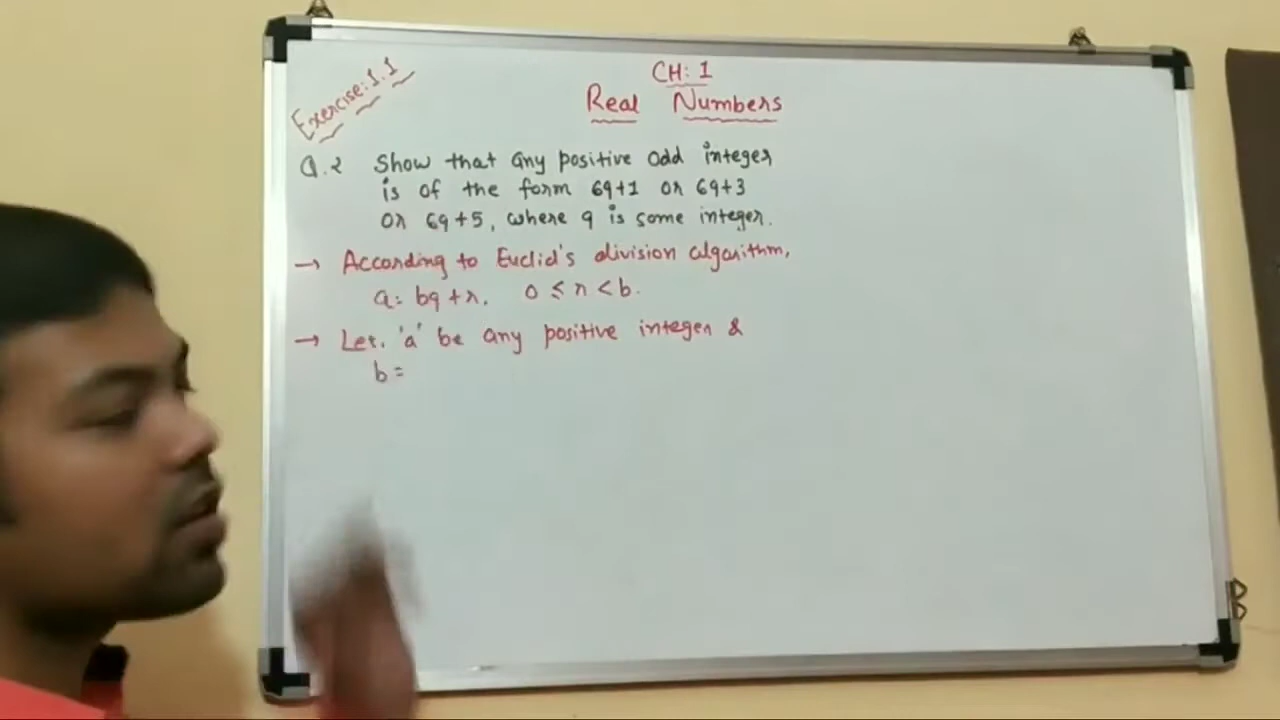 Exercise: 1.1
CH: 1
Real Numbers
Q.2 Show that any positive odd integer
is of the form 6q+1 or 6q+3
or 6q+5, where q is some integer.
→ According to Euclid's division algorithm,
a = bq + r, 0 ≤ r < b.
→ Let. 'a' be any positive integer &
b =